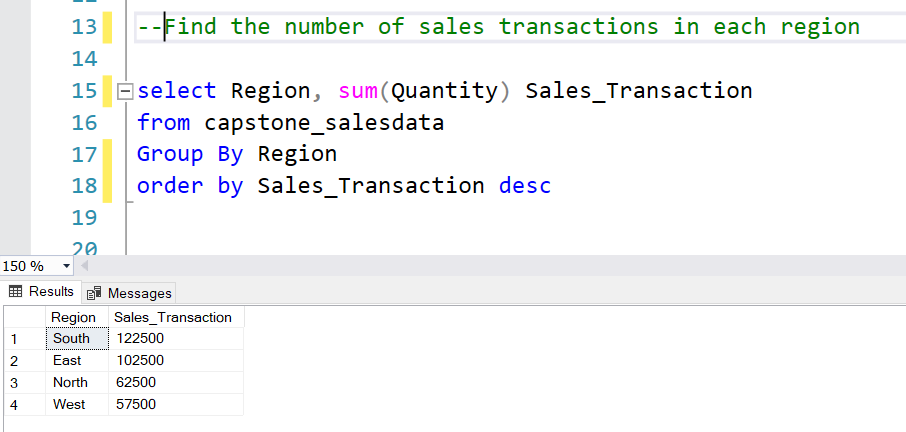 13 --Find the number of sales transactions in each region
14
15 select Region, sum(Quantity) Sales_Transaction
16 from capstone_salesdata
17 Group By Region
18 order by Sales_Transaction desc
19
20
150 %
Results Messages
Region Sales_Transaction
1 South 122500
2 East 102500
3 North 62500
4 West 57500